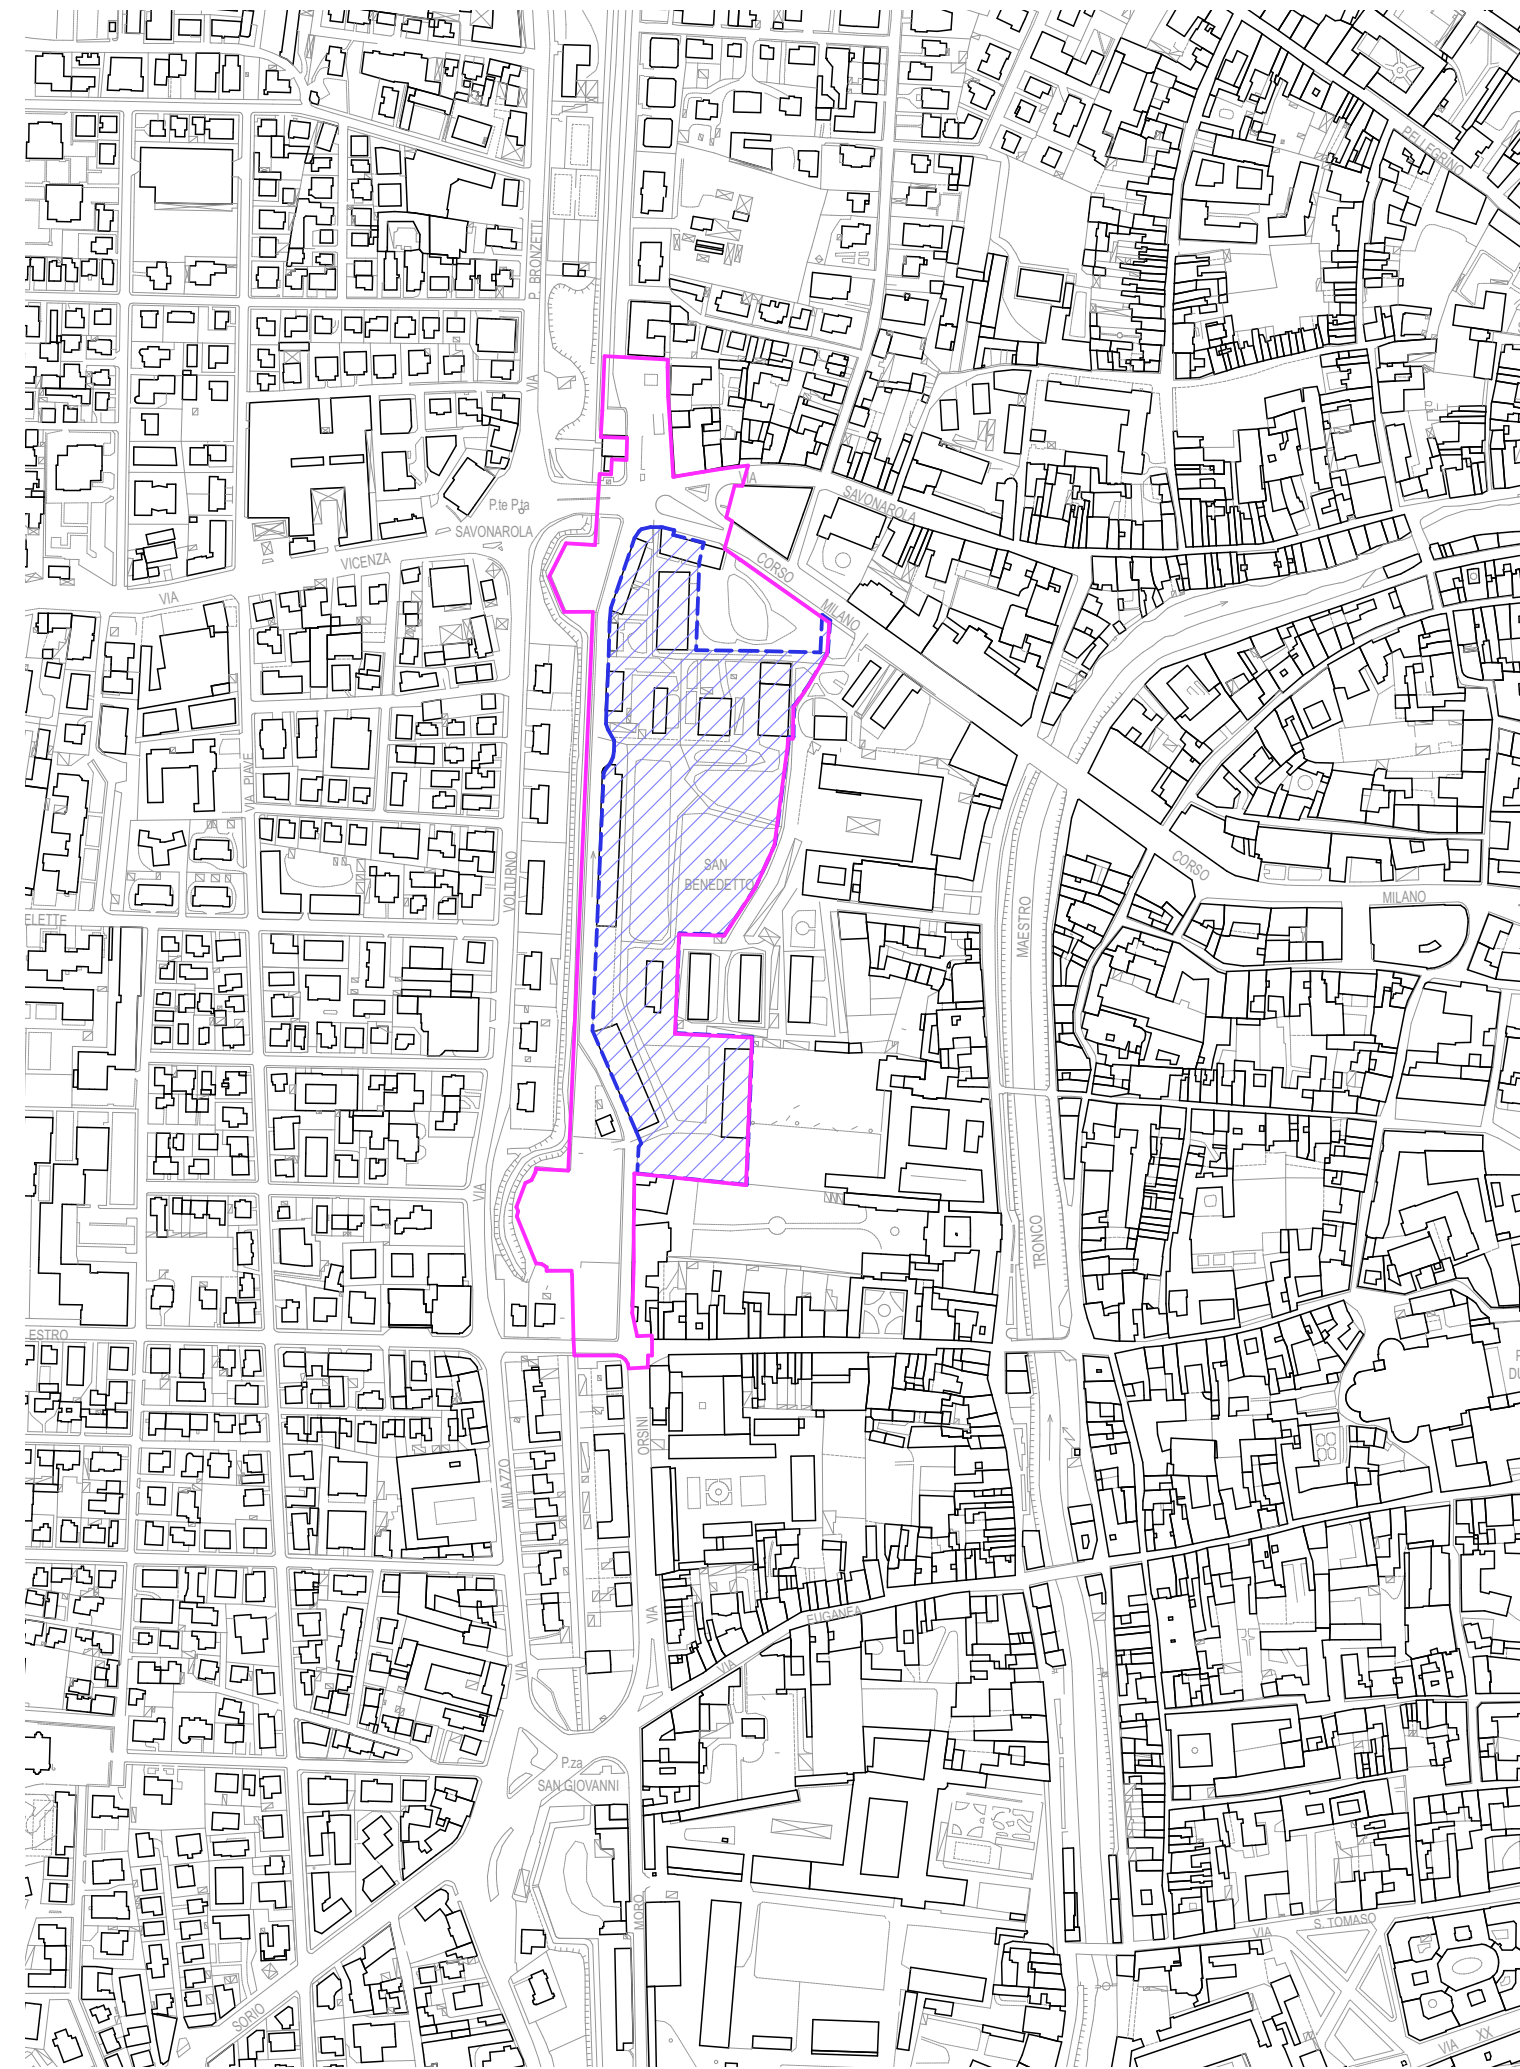 PELLEGRINO
VIA P. BRONZETTI
VIA
SAVONAROLA
P.te P.ta
SAVONAROLA
VIA VICENZA
CORSO
MILANO
VIA PIAVE
VOLTURNO
SAN
BENEDETTO
CORSO
MILANO
ELETTE
MAESTRO
VIA
TRONCO
ESTRO
DU
ORSINI
MILAZZO
VIA
EUGANEA
VIA
VIA
P.za
SAN GIOVANNI
MORO
S. TOMASO
VIA
SORIO
VIA XX